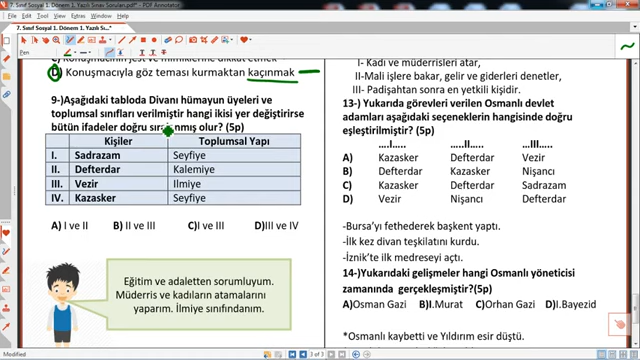 7. Sınıf Sosyal 1. Dönem 1. Yazılı Sınav Soruları.pdf* - PDF Annotator
File Edit Tool View Document Extras Window Help
7. Sınıf Sosyal 1. Dönem 1. Yazılı S...*
D) Konuşmacıyla göz teması kurmaktan kaçınmak
9-)Aşağıdaki tabloda Divanı hümayun üyeleri ve
toplumsal sınıfları verilmiştir hangi ikisi yer değiştirirse
bütün ifadeler doğru sıralanmış olur? (5p)
Kişiler Toplumsal Yapı
I. Sadrazam Seyfiye
II. Defterdar Kalemiye
III. Vezir Ilmiye
IV. Kazasker Seyfiye
A) I ve II B) II ve III C)I ve III D)III ve IV
Eğitim ve adaletten sorumluyum.
Müderris ve kadıların atamalarını
yaparım. İlmiye sınıfındanım.
I- Kadı ve müderrisleri atar,
II-Mali işlere bakar, gelir ve giderleri denetler,
III- Padişahtan sonra en yetkili kişidir.
13-) Yukarıda görevleri verilen Osmanlı devlet
adamları aşağıdaki seçeneklerin hangisinde doğru
eşleştirilmiştir? (5p)
....I..... ....II..... ...III...
A) Kazasker Defterdar Vezir
B) Defterdar Kazasker Nişancı
C) Kazasker Defterdar Sadrazam
D) Vezir Nişancı Defterdar
-Bursa'yı fethederek başkent yaptı.
-İlk kez divan teşkilatını kurdu.
-İznik'te ilk medreseyi açtı.
14-)Yukarıdaki gelişmeler hangi Osmanlı yöneticisi
zamanında gerçekleşmiştir?(5p)
A)Osman Gazi B)I.Murat C)Orhan Gazi D)I.Bayezid
*Osmanlı kaybetti ve Yıldırım esir düştü.
3 of 3